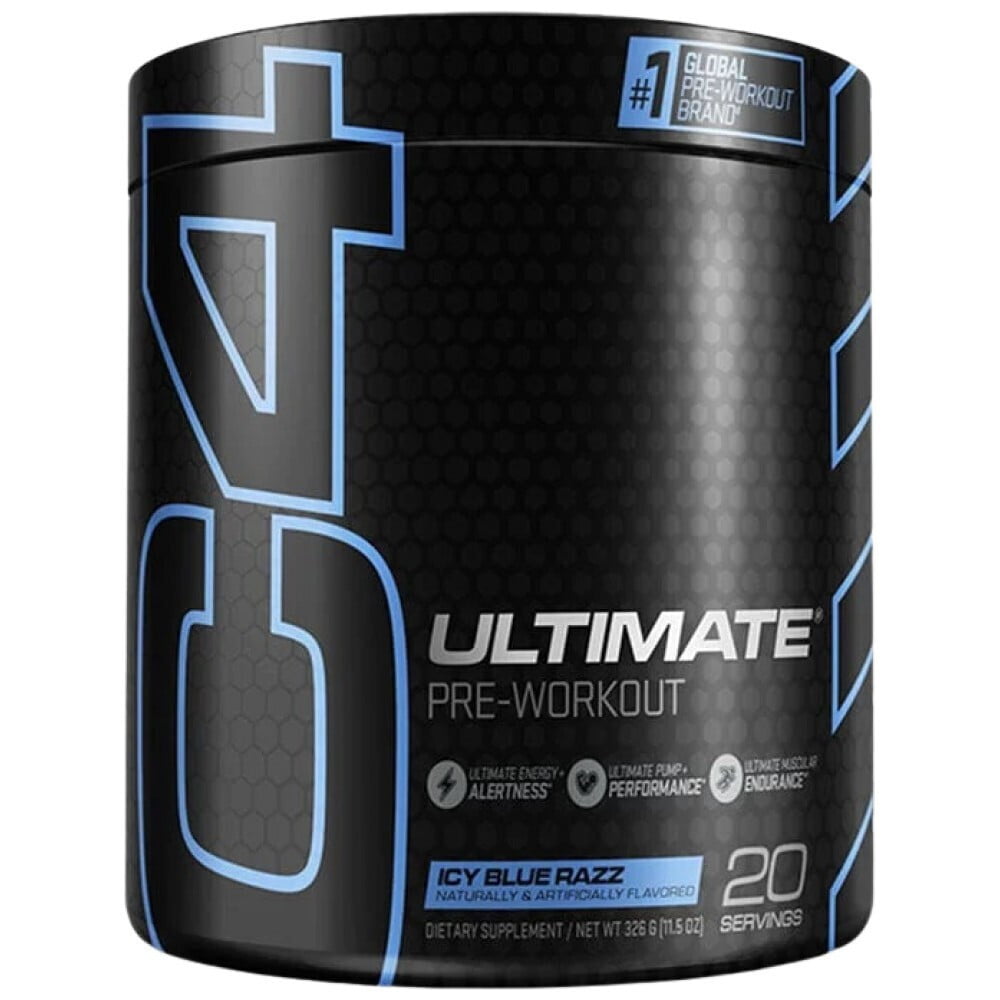 #1 GLOBAL
PRE-WORKOUT
BRAND*
C4
ULTIMATE®
PRE-WORKOUT
ULTIMATE ENERGY +
ALERTNESS*
ULTIMATE PUMP +
PERFORMANCE*
ULTIMATE MUSCULAR
ENDURANCE*
ICY BLUE RAZZ
NATURALLY & ARTIFICIALLY FLAVORED
20
SERVINGS
DIETARY SUPPLEMENT / NET WT 326 G (11.5 OZ)